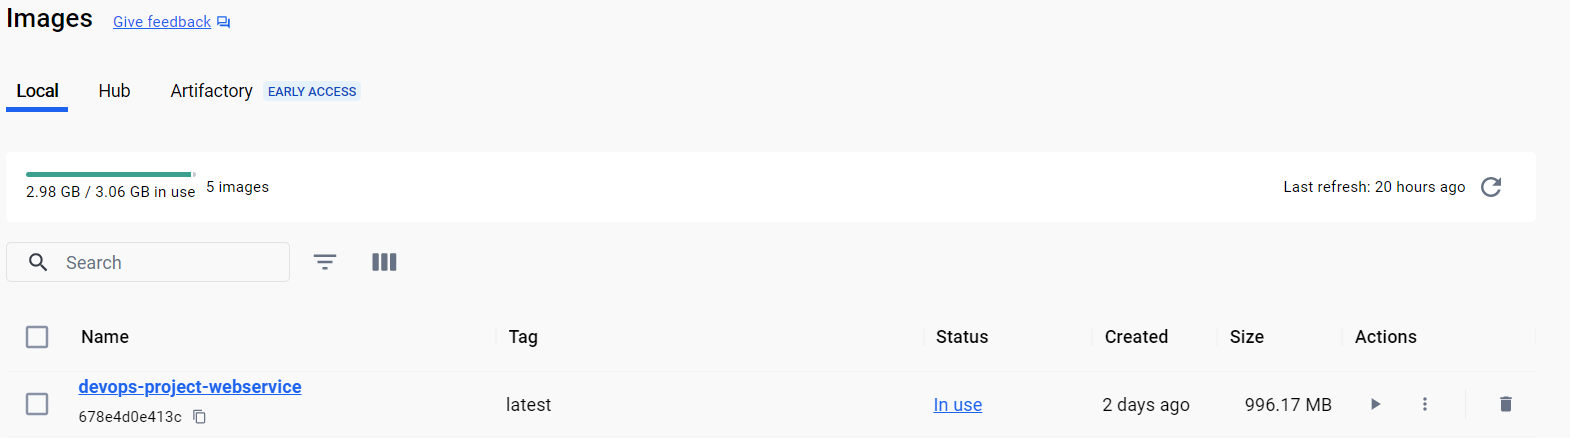 Images Give feedback
Local Hub Artifactory EARLY ACCESS
2.98 GB / 3.06 GB in use 5 images Last refresh: 20 hours ago
Search
Name Tag Status Created Size Actions
devops-project-webservice
678e4d0e413c latest In use 2 days ago 996.17 MB